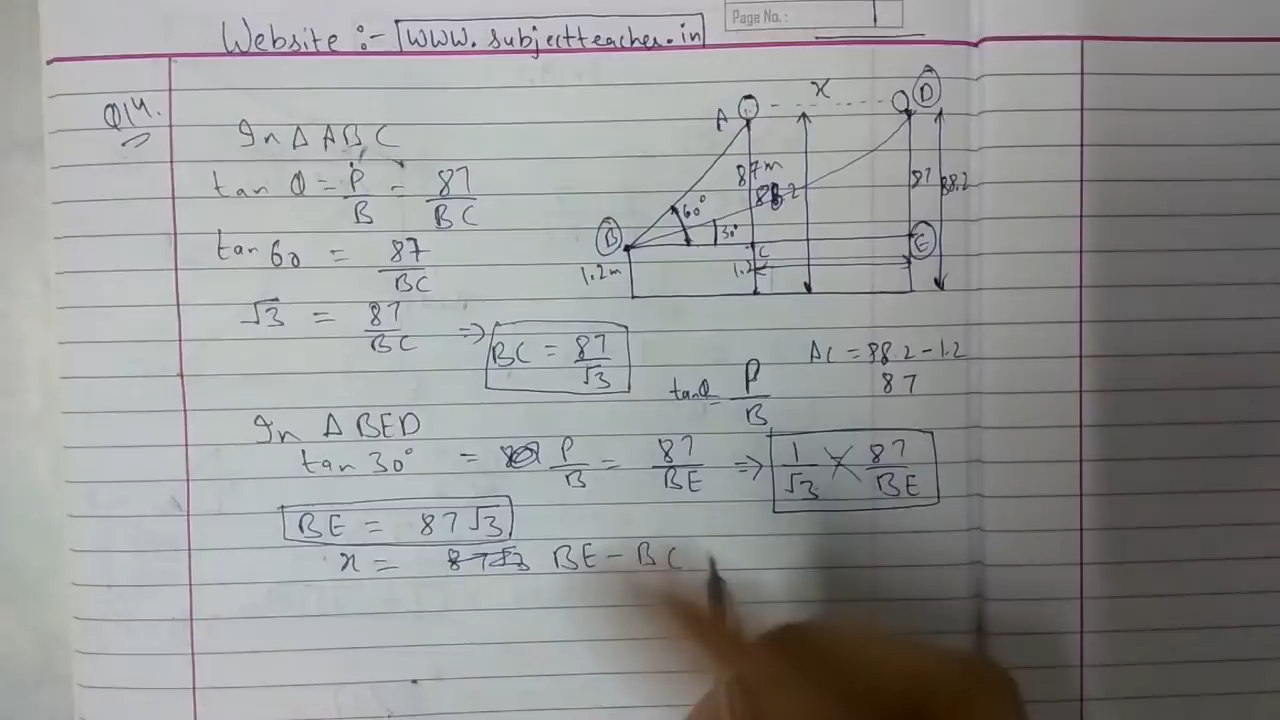 Page No.: 1
Website :- www.subjectteacher.in
Q14.
In Δ ABC
tan θ = P/B = 87/BC
tan 60 = 87/BC
√3 = 87/BC ⇒ BC = 87/√3
A x D
87m
88.2
87 88.2
60° 30°
B C E
1.2m 1.2
AC = 88.2 - 1.2
87
tan θ = P/B
In Δ BED
tan 30° = P/B = 87/BE ⇒ 1/√3 = 87/BE
BE = 87√3
x = BE - BC